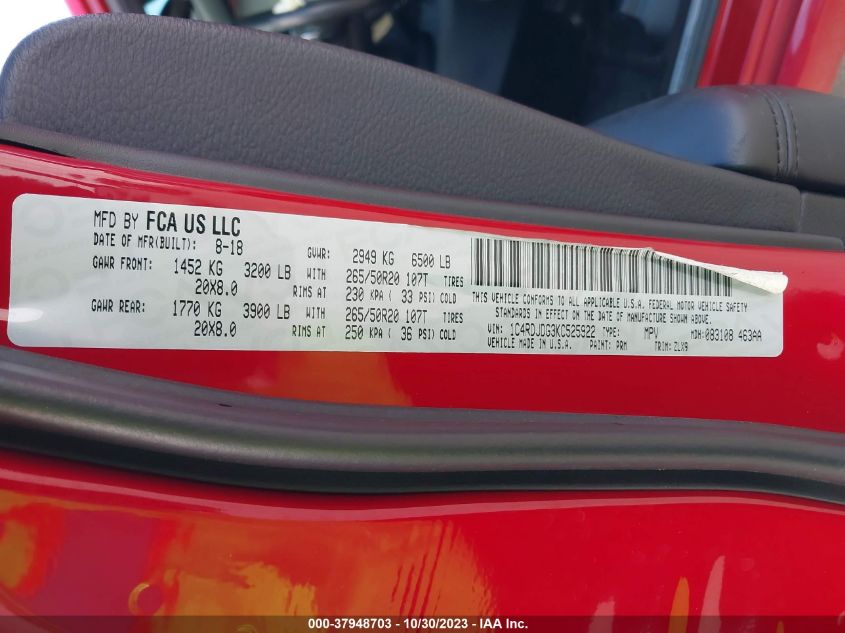 MFD BY FCA US LLC
DATE OF MFR(BUILT): 8-18 GVWR: 2949 KG 6500 LB
GAWR FRONT: 1452 KG 3200 LB WITH 265/50R20 107T TIRES
20X8.0 RIMS AT 230 KPA ( 33 PSI) COLD
GAWR REAR: 1770 KG 3900 LB WITH 265/50R20 107T TIRES
20X8.0 RIMS AT 250 KPA ( 36 PSI) COLD
THIS VEHICLE CONFORMS TO ALL APPLICABLE U.S.A. FEDERAL MOTOR VEHICLE SAFETY
STANDARDS IN EFFECT ON THE DATE OF MANUFACTURE SHOWN ABOVE.
VIN: 1C4RDJDG3KC525922 TYPE: MPV MDH:083108 463AA
VEHICLE MADE IN U.S.A. PAINT: PRM TRIM: ZLX9
000-37948703 - 10/30/2023 - IAA Inc.